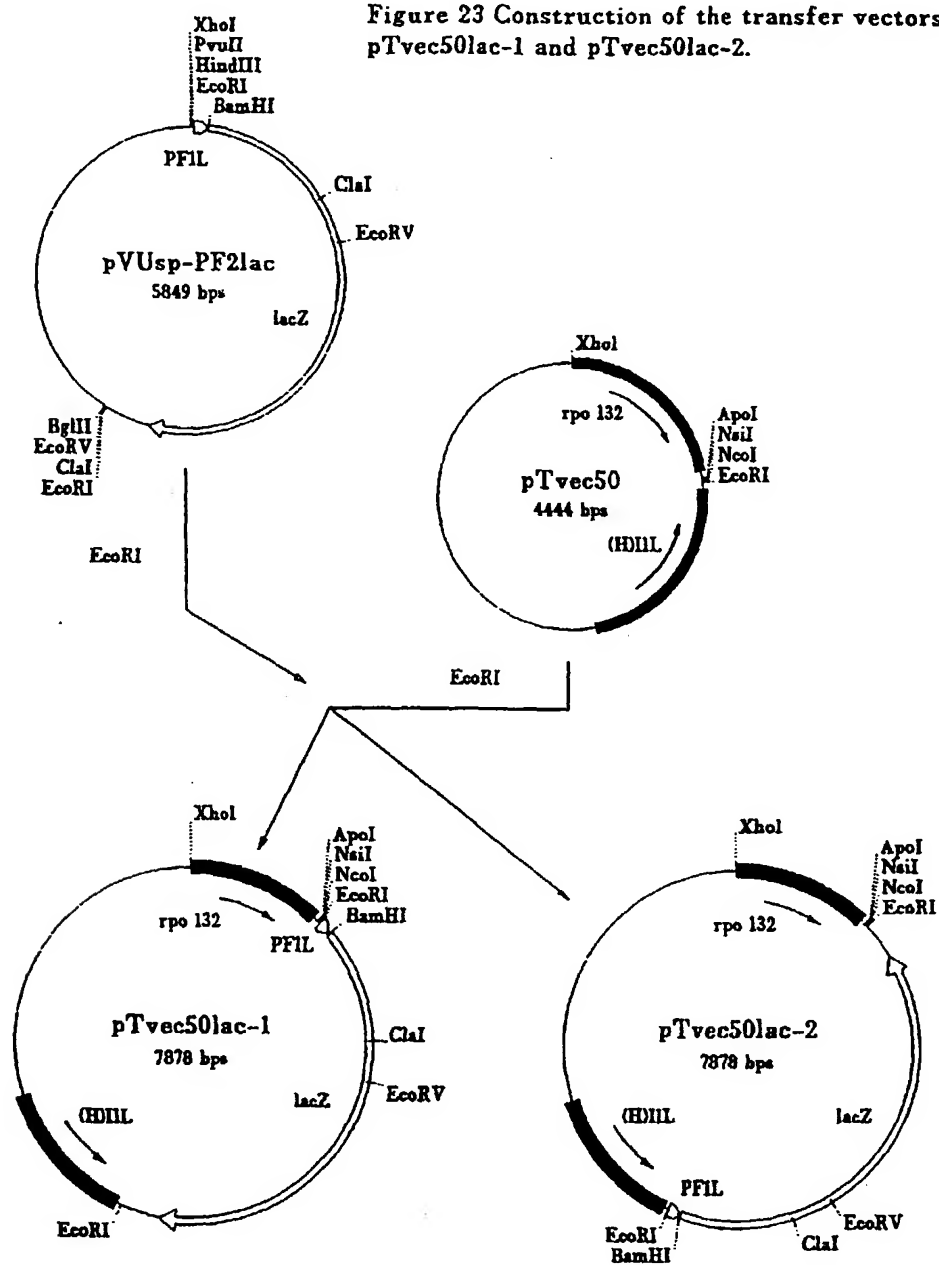 Figure 23 Construction of the transfer vectors
pTvec50lac-1 and pTvec50lac-2.
XhoI
PvuII
HindIII
EcoRI
BamHI
PF1L
ClaI
EcoRV
pVUsp-PF2lac
5849 bps
lacZ
BglII
EcoRV
ClaI
EcoRI
XhoI
rpo 132
ApoI
NsiI
NcoI
EcoRI
pTvec50
4444 bps
(H)I1L
EcoRI
EcoRI
XhoI
ApoI
NsiI
NcoI
EcoRI
BamHI
rpo 132
PF1L
pTvec50lac-1
7878 bps
ClaI
EcoRV
lacZ
(H)I1L
EcoRI
XhoI
ApoI
NsiI
NcoI
EcoRI
rpo 132
pTvec50lac-2
7878 bps
lacZ
(H)I1L
PF1L
EcoRI
BamHI
EcoRV
ClaI